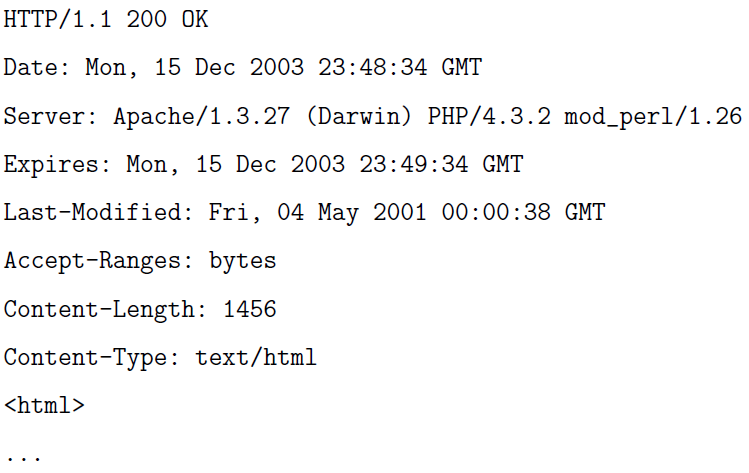 HTTP/1.1 200 OK
Date: Mon, 15 Dec 2003 23:48:34 GMT
Server: Apache/1.3.27 (Darwin) PHP/4.3.2 mod_perl/1.26
Expires: Mon, 15 Dec 2003 23:49:34 GMT
Last-Modified: Fri, 04 May 2001 00:00:38 GMT
Accept-Ranges: bytes
Content-Length: 1456
Content-Type: text/html
<html>
...